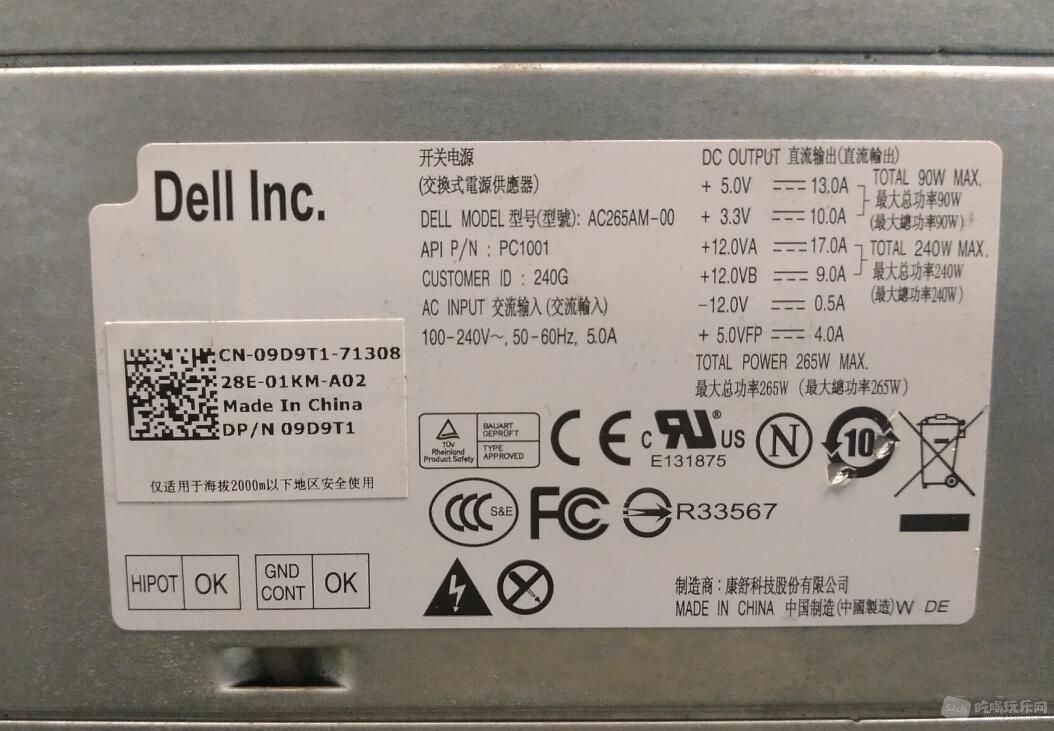 Dell Inc.
开关电源
(交換式電源供應器)
DELL MODEL 型号(型號): AC265AM-00
API P/N : PC1001
CUSTOMER ID : 240G
AC INPUT 交流输入 (交流輸入)
100-240V~, 50-60Hz, 5.0A
DC OUTPUT 直流输出(直流輸出)
+ 5.0V 13.0A
+ 3.3V 10.0A
TOTAL 90W MAX.
最大总功率90W
(最大總功率90W)
+12.0VA 17.0A
+12.0VB 9.0A
TOTAL 240W MAX.
最大总功率240W
(最大總功率240W)
-12.0V 0.5A
+ 5.0VFP 4.0A
TOTAL POWER 265W MAX.
最大总功率265W (最大總功率265W)
CN-09D9T1-71308
28E-01KM-A02
Made In China
DP/N 09D9T1
仅适用于海拔2000m以下地区安全使用
TÜV
Rheinland
Product Safety
BAUART
GEPRÜFT
TYPE
APPROVED
CE
c RU® US
E131875
N
10
CCC S&E
FC
R33567
HIPOT OK
GND
CONT OK
制造商：康舒科技股份有限公司
MADE IN CHINA 中国制造(中國製造)W DE
吃喝玩乐网